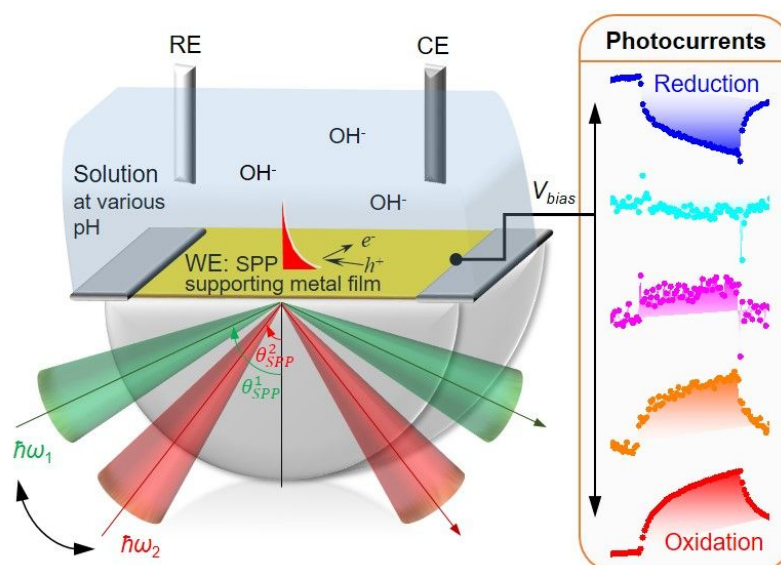 RE
CE
Photocurrents
Reduction
OH-
OH-
OH-
Solution
at various
pH
Vbias
e-
h+
WE: SPP
supporting metal film
θ²SPP
θ¹SPP
ħω₁
ħω₂
Oxidation